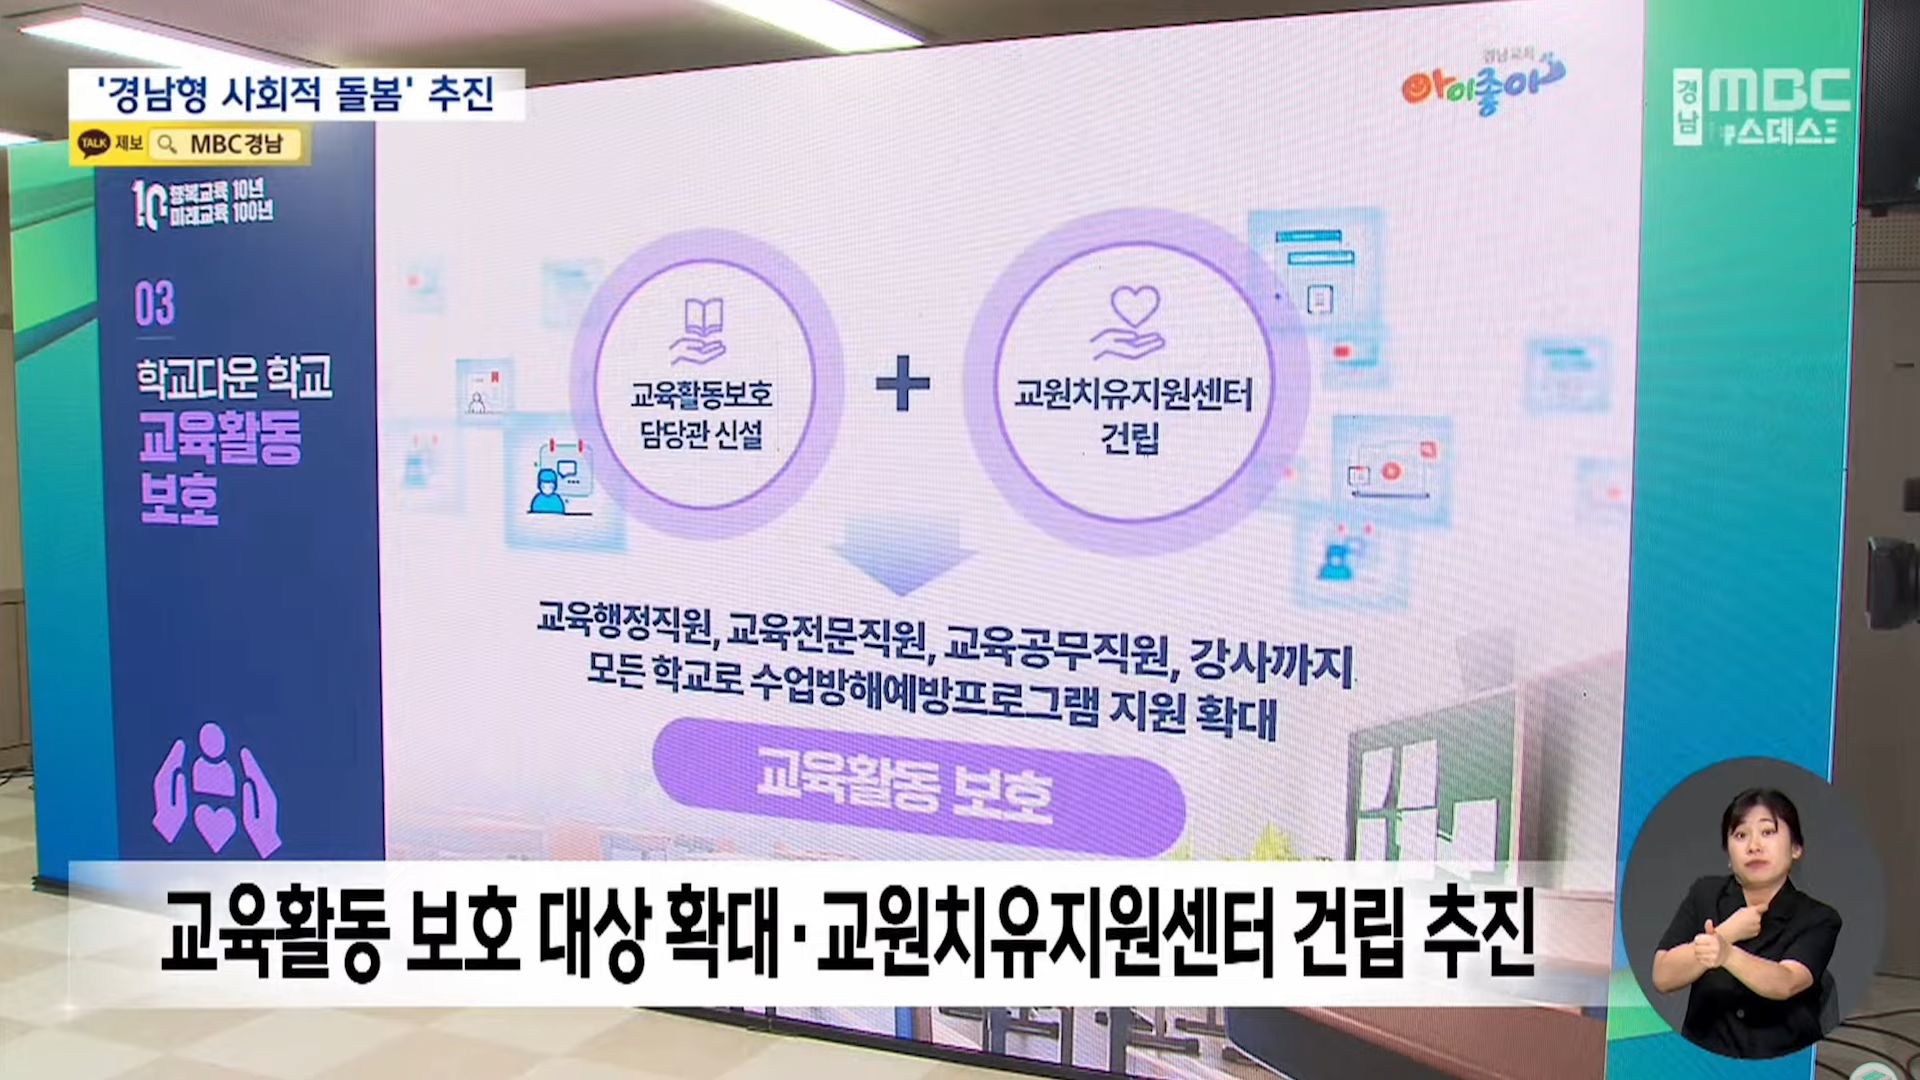 '경남형 사회적 돌봄' 추진
TALK 제보 MBC경남
경남교육
아이좋아
경남 MBC
뉴스데스크
10 행복교육 10년
미래교육 100년
03
학교다운 학교
교육활동
보호
교육활동보호
담당관 신설
+
교원치유지원센터
건립
교육행정직원, 교육전문직원, 교육공무직원, 강사까지
모든 학교로 수업방해예방프로그램 지원 확대
교육활동 보호
교육활동 보호 대상 확대·교원치유지원센터 건립 추진